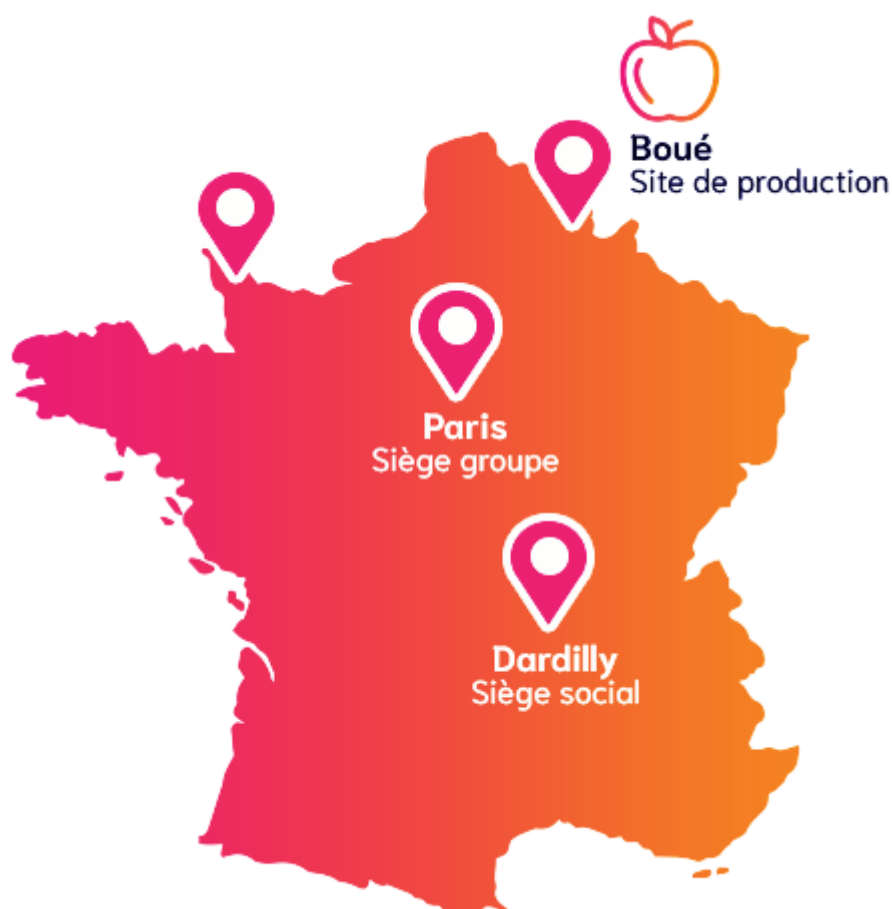 Boué
Site de production
Paris
Siège groupe
Dardilly
Siège social